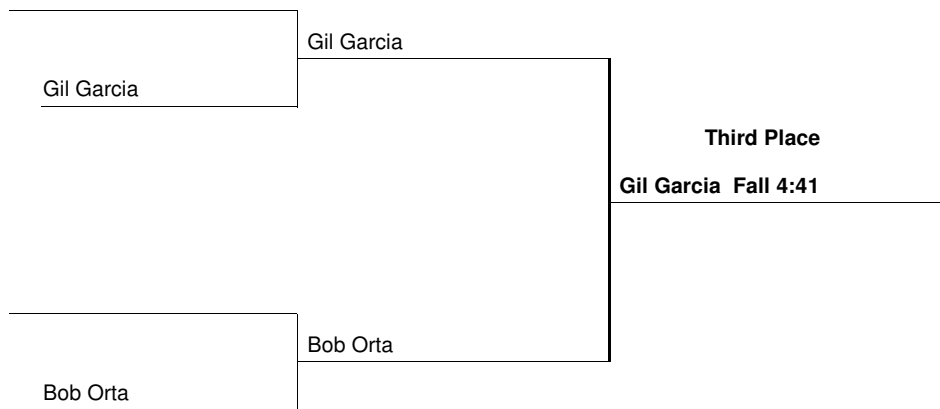 Gil Garcia
Gil Garcia
Third Place
Gil Garcia  Fall 4:41
Bob Orta
Bob Orta